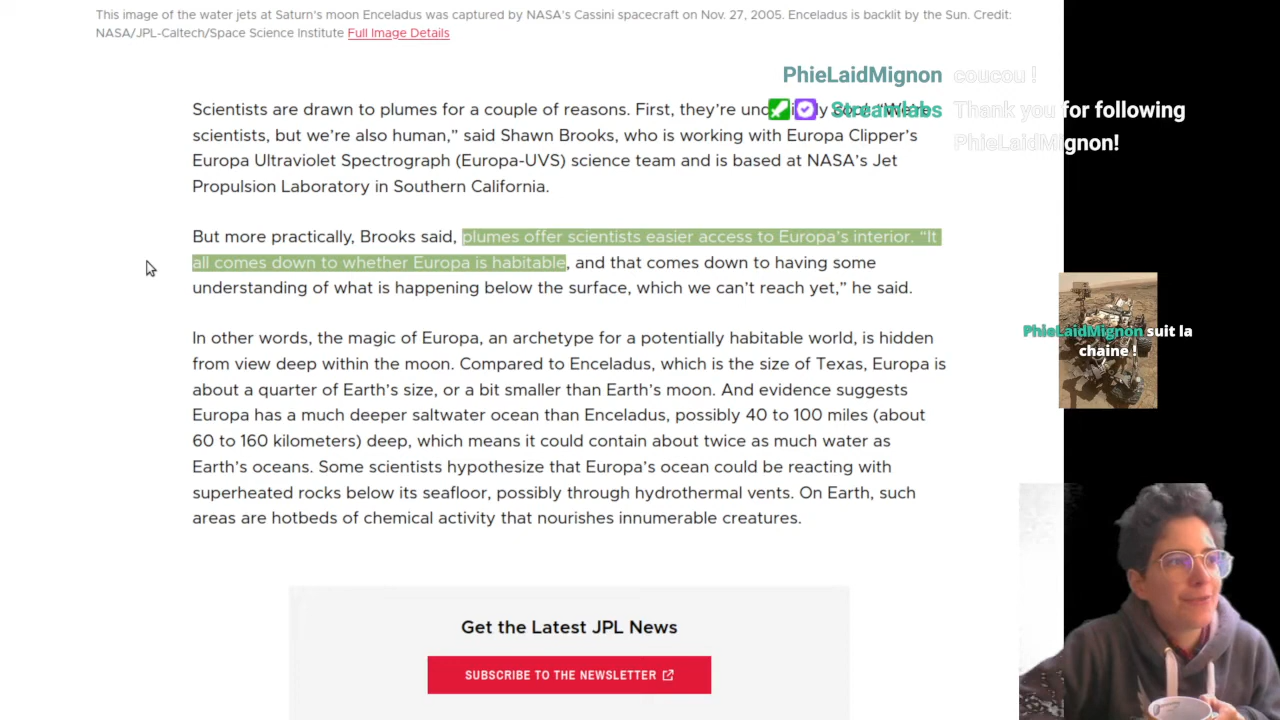 This image of the water jets at Saturn's moon Enceladus was captured by NASA's Cassini spacecraft on Nov. 27, 2005. Enceladus is backlit by the Sun. Credit:
NASA/JPL-Caltech/Space Science Institute Full Image Details
PhieLaidMignon coucou !
Streamlabs Thank you for following
PhieLaidMignon!
Scientists are drawn to plumes for a couple of reasons. First, they're
scientists, but we're also human,” said Shawn Brooks, who is working with Europa Clipper's
Europa Ultraviolet Spectrograph (Europa-UVS) science team and is based at NASA's Jet
Propulsion Laboratory in Southern California.
But more practically, Brooks said, plumes offer scientists easier access to Europa's interior. “It
all comes down to whether Europa is habitable, and that comes down to having some
understanding of what is happening below the surface, which we can't reach yet,” he said.
PhieLaidMignon suit la
chaine !
In other words, the magic of Europa, an archetype for a potentially habitable world, is hidden
from view deep within the moon. Compared to Enceladus, which is the size of Texas, Europa is
about a quarter of Earth's size, or a bit smaller than Earth's moon. And evidence suggests
Europa has a much deeper saltwater ocean than Enceladus, possibly 40 to 100 miles (about
60 to 160 kilometers) deep, which means it could contain about twice as much water as
Earth's oceans. Some scientists hypothesize that Europa's ocean could be reacting with
superheated rocks below its seafloor, possibly through hydrothermal vents. On Earth, such
areas are hotbeds of chemical activity that nourishes innumerable creatures.
Get the Latest JPL News
SUBSCRIBE TO THE NEWSLETTER